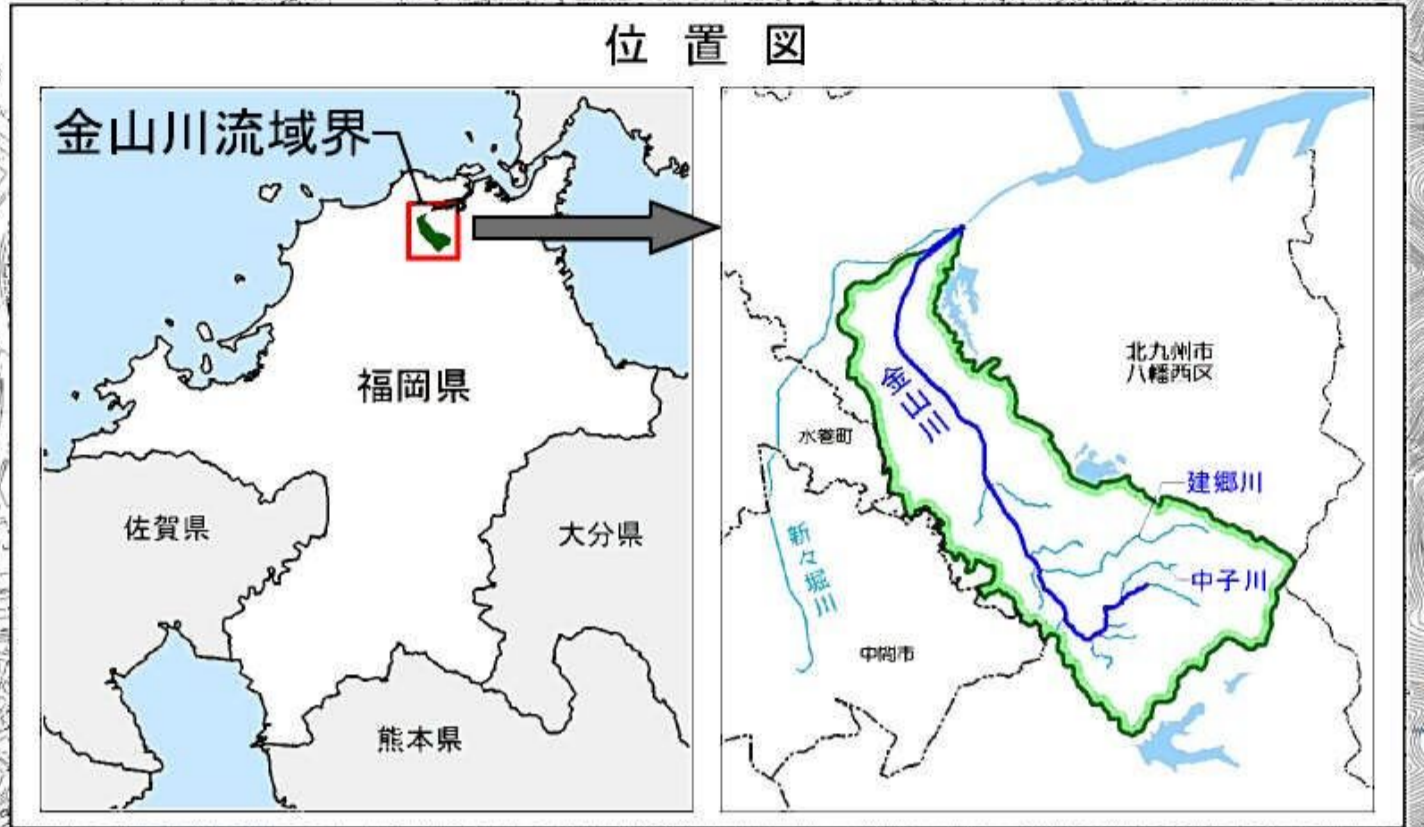 位置図
金山川流域界
福岡県
佐賀県
大分県
熊本県
北九州市
八幡西区
金山川
水巻町
建郷川
新々堀川
中子川
中間市